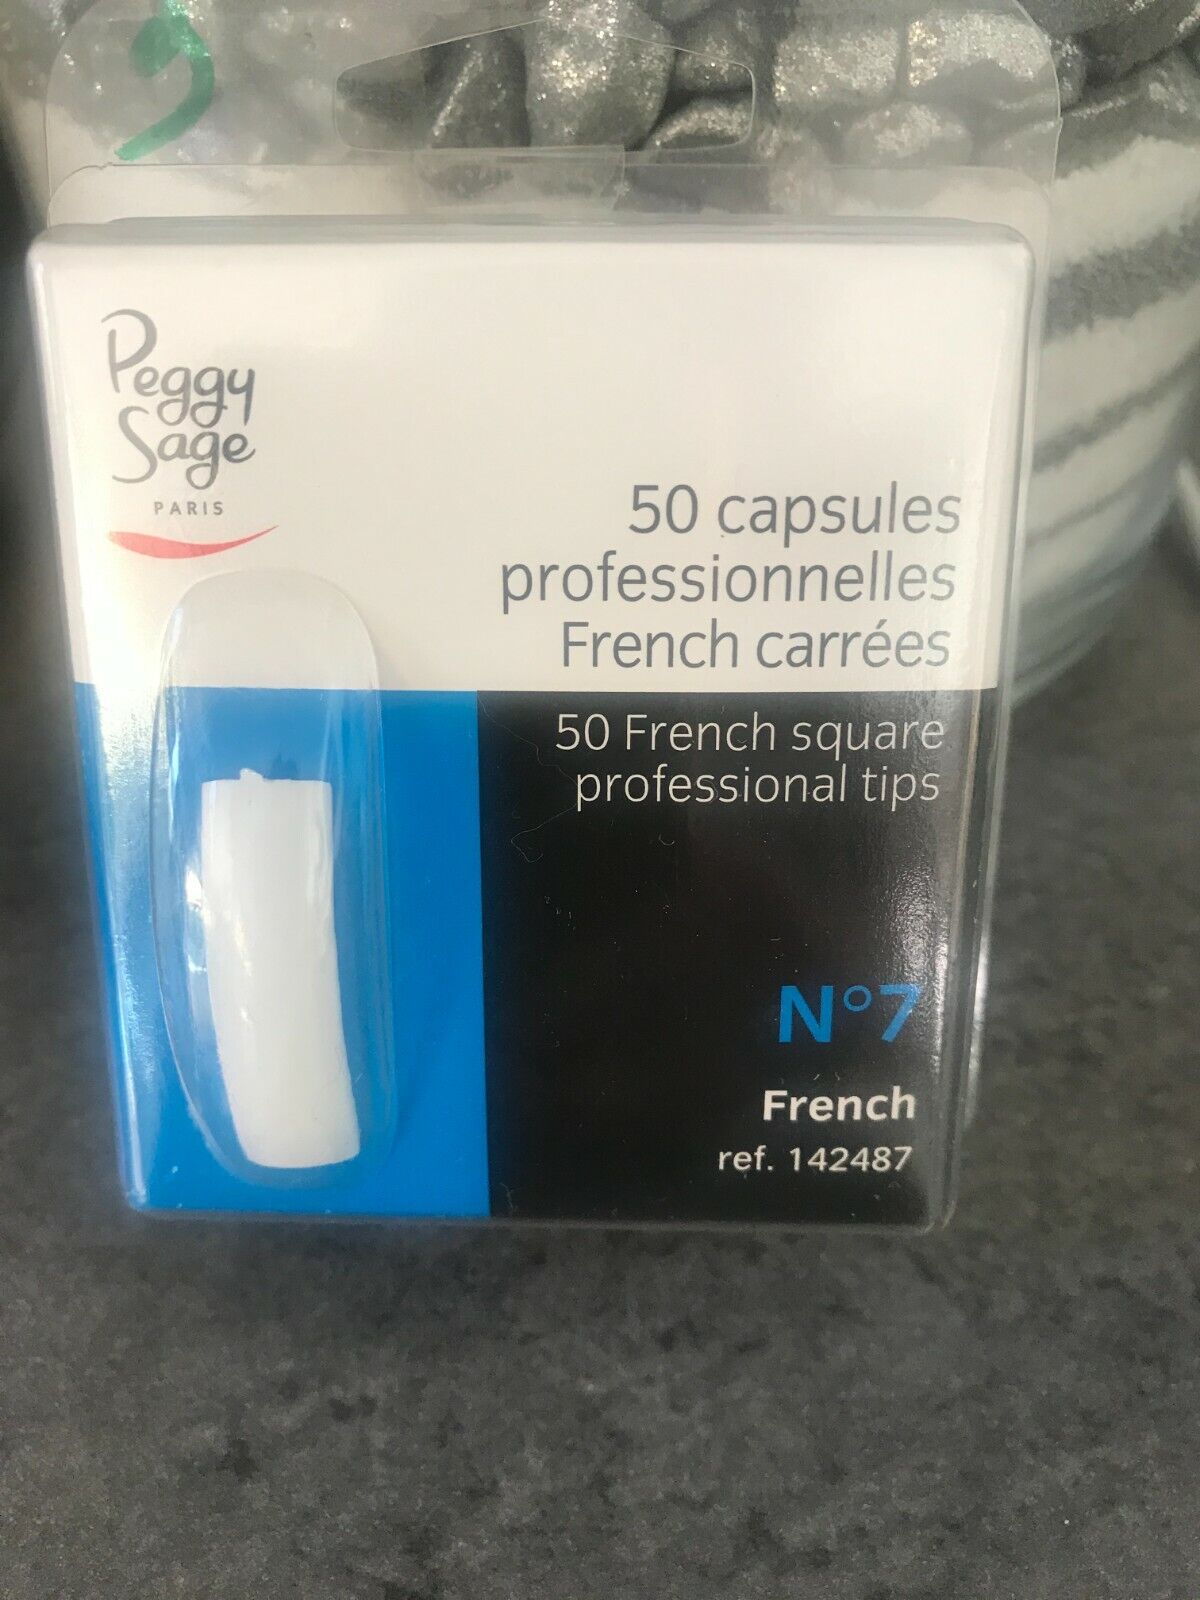 Peggy
Sage
PARIS
50 capsules
professionnelles
French carrées
50 French square
professional tips
N°7
French
ref. 142487